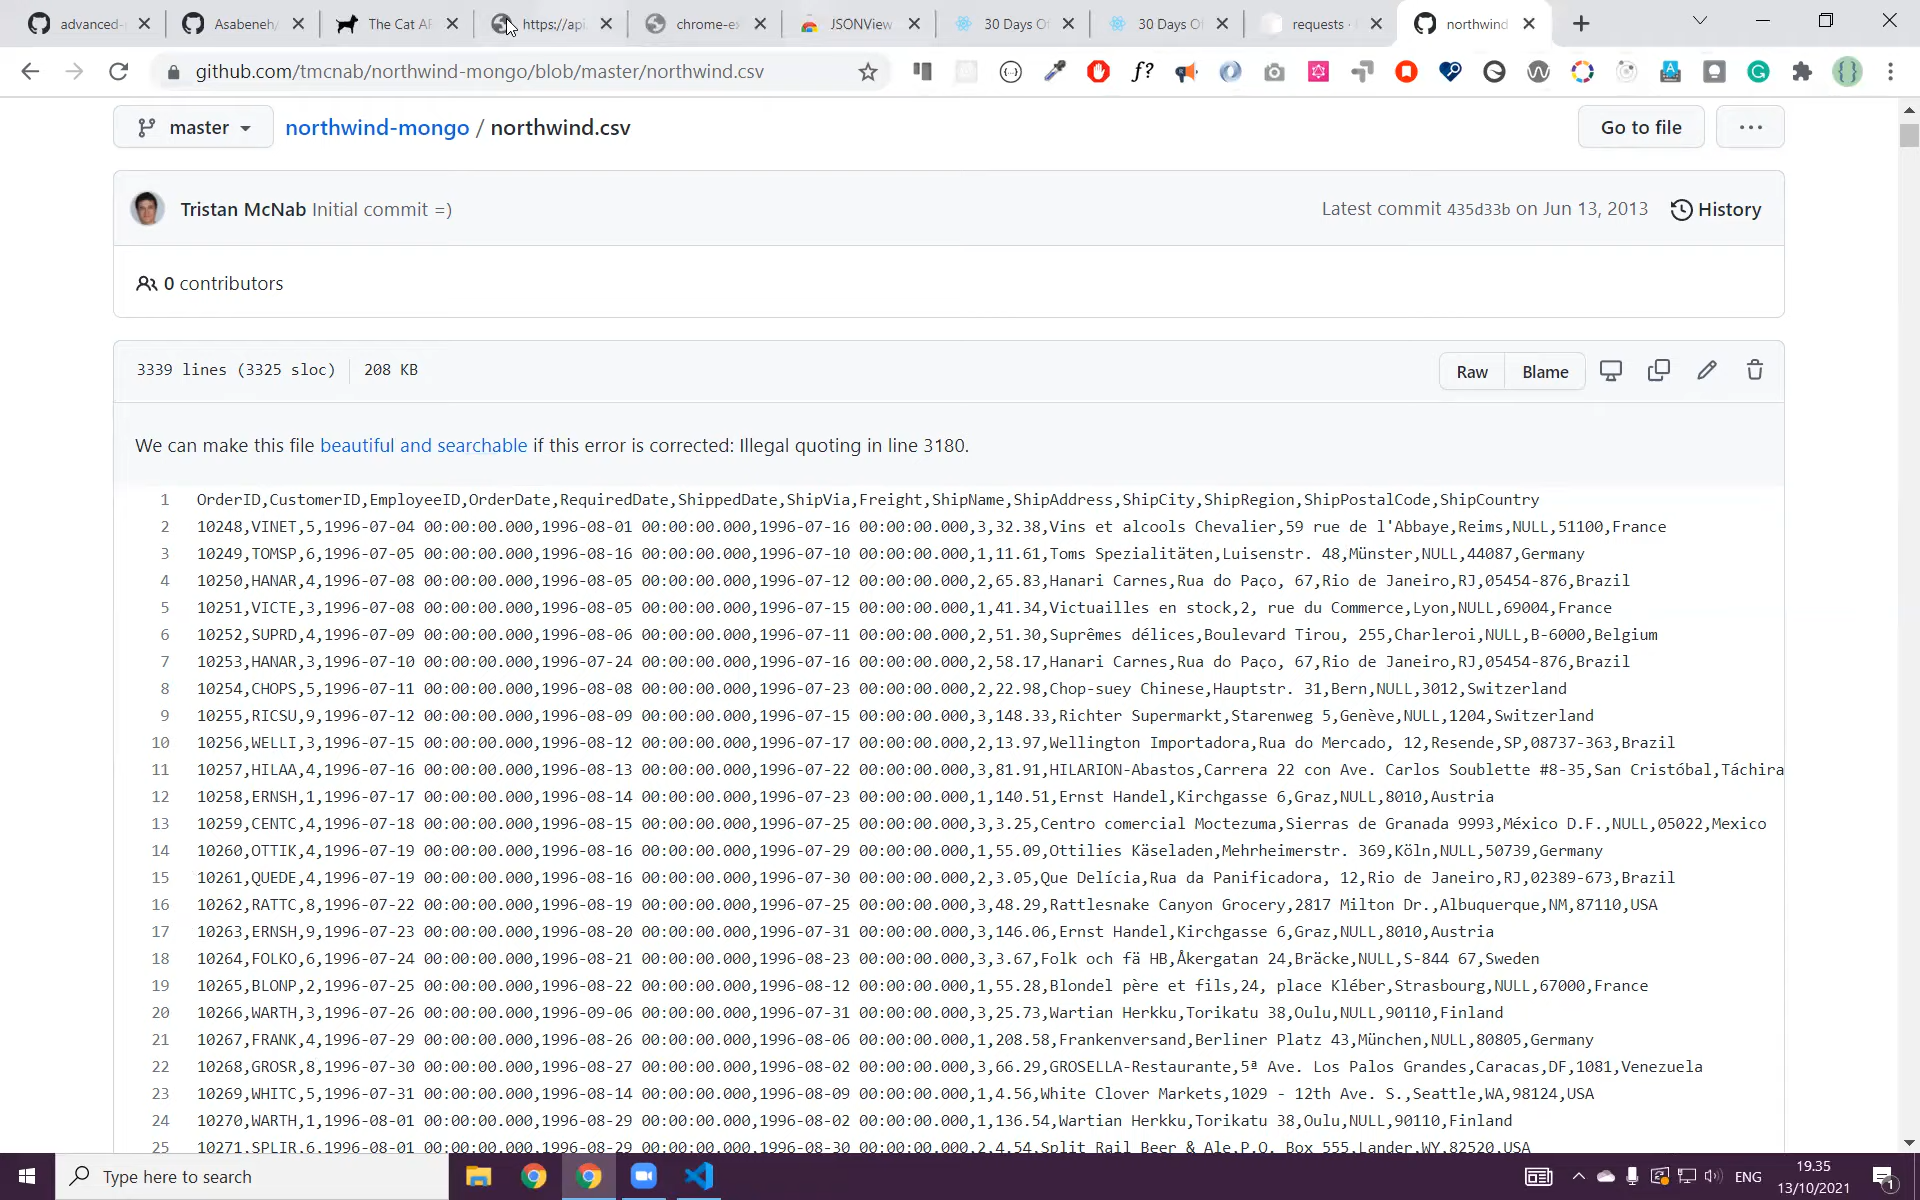 advanced-
Asabeneh/
The Cat AP
https://api.
chrome-ex
JSONView
30 Days Of
30 Days Of
requests ·
northwind
github.com/tmcnab/northwind-mongo/blob/master/northwind.csv
master
northwind-mongo / northwind.csv
Go to file
Tristan McNab Initial commit =)
Latest commit 435d33b on Jun 13, 2013
History
0 contributors
3339 lines (3325 sloc)
208 KB
Raw
Blame
We can make this file beautiful and searchable if this error is corrected: Illegal quoting in line 3180.
1 OrderID,CustomerID,EmployeeID,OrderDate,RequiredDate,ShippedDate,ShipVia,Freight,ShipName,ShipAddress,ShipCity,ShipRegion,ShipPostalCode,ShipCountry
2 10248,VINET,5,1996-07-04 00:00:00.000,1996-08-01 00:00:00.000,1996-07-16 00:00:00.000,3,32.38,Vins et alcools Chevalier,59 rue de l'Abbaye,Reims,NULL,51100,France
3 10249,TOMSP,6,1996-07-05 00:00:00.000,1996-08-16 00:00:00.000,1996-07-10 00:00:00.000,1,11.61,Toms Spezialitäten,Luisenstr. 48,Münster,NULL,44087,Germany
4 10250,HANAR,4,1996-07-08 00:00:00.000,1996-08-05 00:00:00.000,1996-07-12 00:00:00.000,2,65.83,Hanari Carnes,Rua do Paço, 67,Rio de Janeiro,RJ,05454-876,Brazil
5 10251,VICTE,3,1996-07-08 00:00:00.000,1996-08-05 00:00:00.000,1996-07-15 00:00:00.000,1,41.34,Victuailles en stock,2, rue du Commerce,Lyon,NULL,69004,France
6 10252,SUPRD,4,1996-07-09 00:00:00.000,1996-08-06 00:00:00.000,1996-07-11 00:00:00.000,2,51.30,Suprêmes délices,Boulevard Tirou, 255,Charleroi,NULL,B-6000,Belgium
7 10253,HANAR,3,1996-07-10 00:00:00.000,1996-07-24 00:00:00.000,1996-07-16 00:00:00.000,2,58.17,Hanari Carnes,Rua do Paço, 67,Rio de Janeiro,RJ,05454-876,Brazil
8 10254,CHOPS,5,1996-07-11 00:00:00.000,1996-08-08 00:00:00.000,1996-07-23 00:00:00.000,2,22.98,Chop-suey Chinese,Hauptstr. 31,Bern,NULL,3012,Switzerland
9 10255,RICSU,9,1996-07-12 00:00:00.000,1996-08-09 00:00:00.000,1996-07-15 00:00:00.000,3,148.33,Richter Supermarkt,Starenweg 5,Genève,NULL,1204,Switzerland
10 10256,WELLI,3,1996-07-15 00:00:00.000,1996-08-12 00:00:00.000,1996-07-17 00:00:00.000,2,13.97,Wellington Importadora,Rua do Mercado, 12,Resende,SP,08737-363,Brazil
11 10257,HILAA,4,1996-07-16 00:00:00.000,1996-08-13 00:00:00.000,1996-07-22 00:00:00.000,3,81.91,HILARION-Abastos,Carrera 22 con Ave. Carlos Soublette #8-35,San Cristóbal,Táchira
12 10258,ERNSH,1,1996-07-17 00:00:00.000,1996-08-14 00:00:00.000,1996-07-23 00:00:00.000,1,140.51,Ernst Handel,Kirchgasse 6,Graz,NULL,8010,Austria
13 10259,CENTC,4,1996-07-18 00:00:00.000,1996-08-15 00:00:00.000,1996-07-25 00:00:00.000,3,3.25,Centro comercial Moctezuma,Sierras de Granada 9993,México D.F.,NULL,05022,Mexico
14 10260,OTTIK,4,1996-07-19 00:00:00.000,1996-08-16 00:00:00.000,1996-07-29 00:00:00.000,1,55.09,Ottilies Käseladen,Mehrheimerstr. 369,Köln,NULL,50739,Germany
15 10261,QUEDE,4,1996-07-19 00:00:00.000,1996-08-16 00:00:00.000,1996-07-30 00:00:00.000,2,3.05,Que Delícia,Rua da Panificadora, 12,Rio de Janeiro,RJ,02389-673,Brazil
16 10262,RATTC,8,1996-07-22 00:00:00.000,1996-08-19 00:00:00.000,1996-07-25 00:00:00.000,3,48.29,Rattlesnake Canyon Grocery,2817 Milton Dr.,Albuquerque,NM,87110,USA
17 10263,ERNSH,9,1996-07-23 00:00:00.000,1996-08-20 00:00:00.000,1996-07-31 00:00:00.000,3,146.06,Ernst Handel,Kirchgasse 6,Graz,NULL,8010,Austria
18 10264,FOLKO,6,1996-07-24 00:00:00.000,1996-08-21 00:00:00.000,1996-08-23 00:00:00.000,3,3.67,Folk och fä HB,Åkergatan 24,Bräcke,NULL,S-844 67,Sweden
19 10265,BLONP,2,1996-07-25 00:00:00.000,1996-08-22 00:00:00.000,1996-08-12 00:00:00.000,1,55.28,Blondel père et fils,24, place Kléber,Strasbourg,NULL,67000,France
20 10266,WARTH,3,1996-07-26 00:00:00.000,1996-09-06 00:00:00.000,1996-07-31 00:00:00.000,3,25.73,Wartian Herkku,Torikatu 38,Oulu,NULL,90110,Finland
21 10267,FRANK,4,1996-07-29 00:00:00.000,1996-08-26 00:00:00.000,1996-08-06 00:00:00.000,1,208.58,Frankenversand,Berliner Platz 43,München,NULL,80805,Germany
22 10268,GROSR,8,1996-07-30 00:00:00.000,1996-08-27 00:00:00.000,1996-08-02 00:00:00.000,3,66.29,GROSELLA-Restaurante,5ª Ave. Los Palos Grandes,Caracas,DF,1081,Venezuela
23 10269,WHITC,5,1996-07-31 00:00:00.000,1996-08-14 00:00:00.000,1996-08-09 00:00:00.000,1,4.56,White Clover Markets,1029 - 12th Ave. S.,Seattle,WA,98124,USA
24 10270,WARTH,1,1996-08-01 00:00:00.000,1996-08-29 00:00:00.000,1996-08-02 00:00:00.000,1,136.54,Wartian Herkku,Torikatu 38,Oulu,NULL,90110,Finland
25 10271,SPLIR,6,1996-08-01 00:00:00.000,1996-08-29 00:00:00.000,1996-08-30 00:00:00.000,2,4.54,Split Rail Beer & Ale,P.O. Box 555,Lander,WY,82520,USA
Type here to search
ENG
19.35
13/10/2021
1